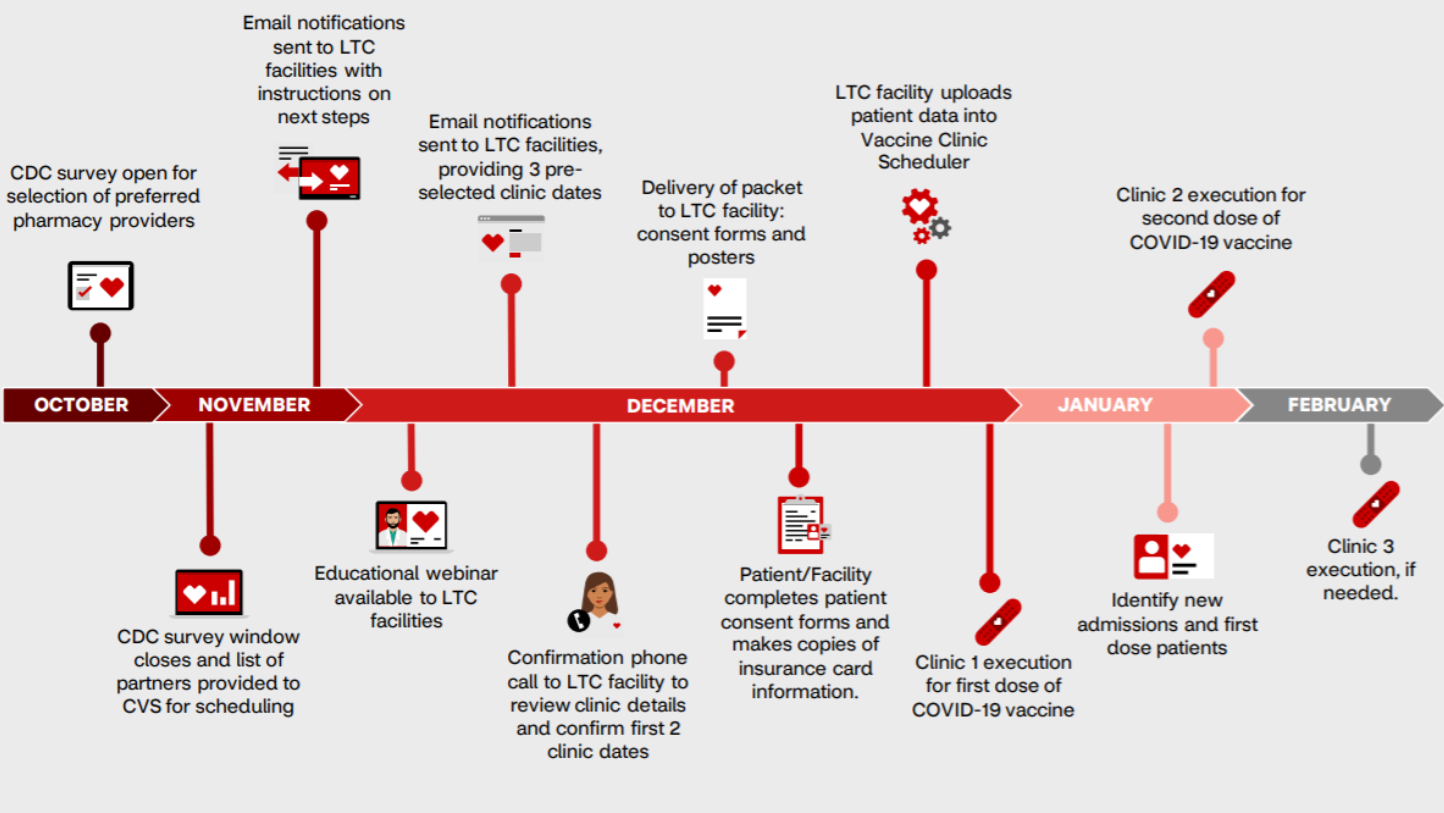 CDC survey open for
selection of preferred
pharmacy providers
Email notifications
sent to LTC
facilities with
instructions on
next steps
Email notifications
sent to LTC facilities,
providing 3 pre-
selected clinic dates
Delivery of packet
to LTC facility:
consent forms and
posters
LTC facility uploads
patient data into
Vaccine Clinic
Scheduler
Clinic 2 execution for
second dose of
COVID-19 vaccine
OCTOBER
NOVEMBER
DECEMBER
JANUARY
FEBRUARY
CDC survey window
closes and list of
partners provided to
CVS for scheduling
Educational webinar
available to LTC
facilities
Confirmation phone
call to LTC facility to
review clinic details
and confirm first 2
clinic dates
Patient/Facility
completes patient
consent forms and
makes copies of
insurance card
information.
Clinic 1 execution
for first dose of
COVID-19 vaccine
Identify new
admissions and first
dose patients
Clinic 3
execution, if
needed.